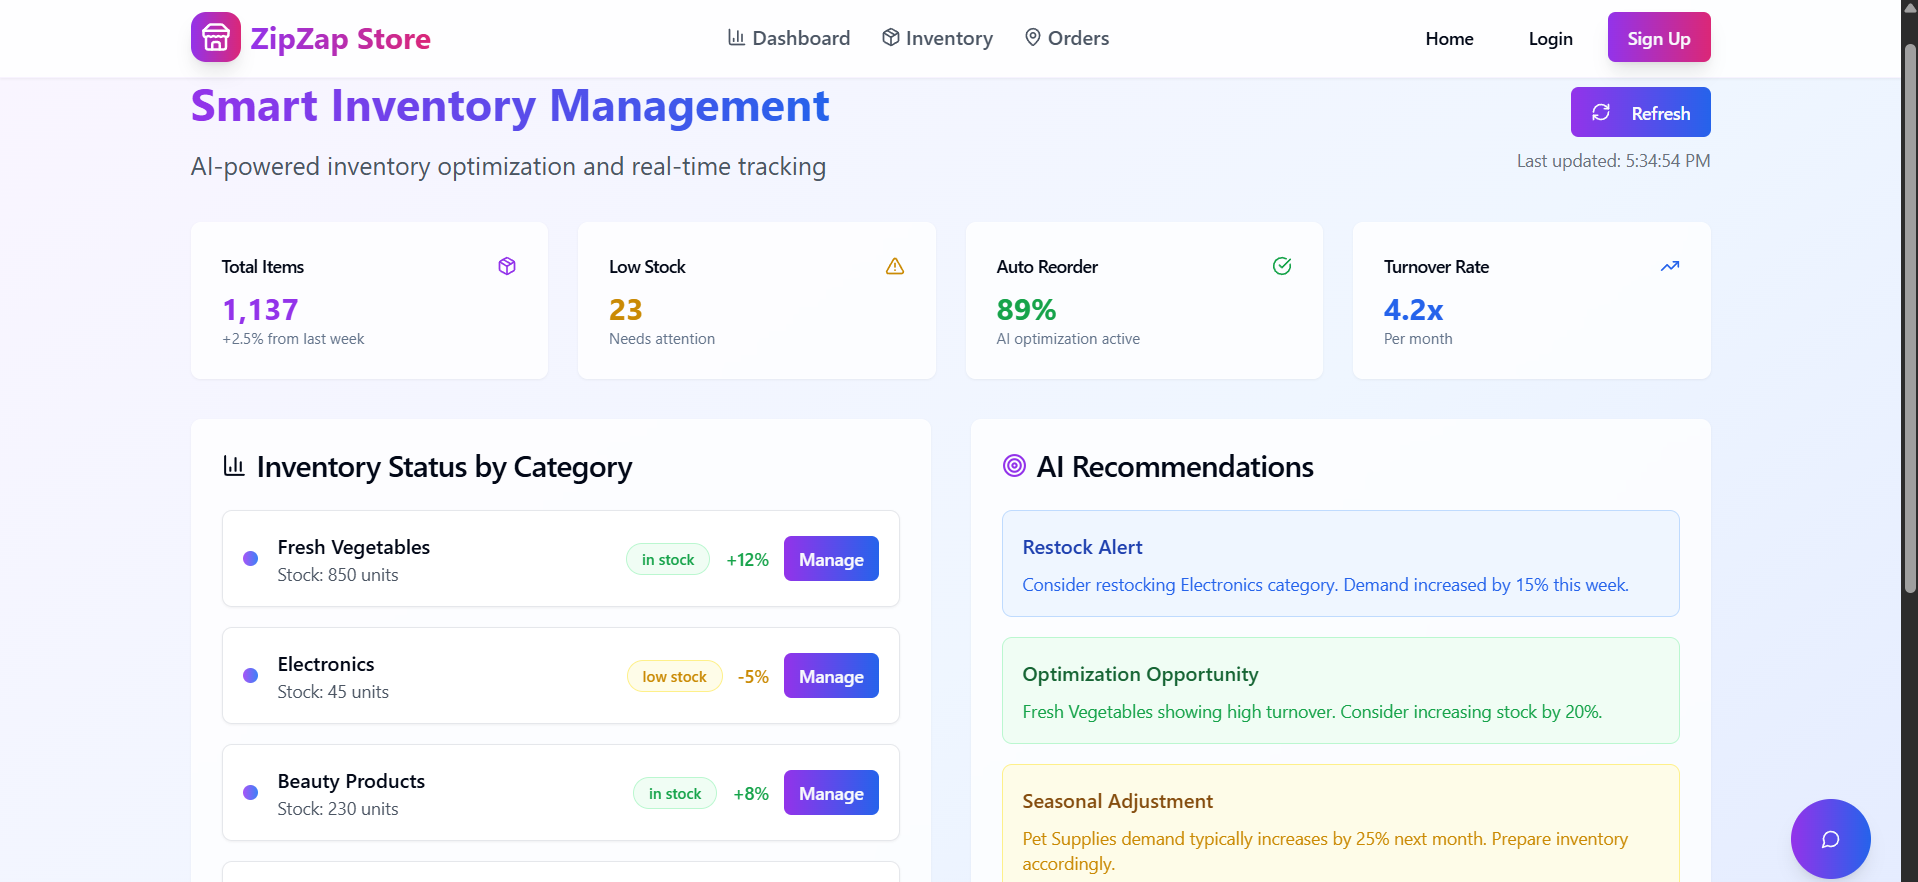 ZipZap Store
Dashboard
Inventory
Orders
Home
Login
Sign Up
Smart Inventory Management
AI-powered inventory optimization and real-time tracking
Refresh
Last updated: 5:34:54 PM
Total Items
1,137
+2.5% from last week
Low Stock
23
Needs attention
Auto Reorder
89%
AI optimization active
Turnover Rate
4.2x
Per month
Inventory Status by Category
Fresh Vegetables
Stock: 850 units
in stock
+12%
Manage
Electronics
Stock: 45 units
low stock
-5%
Manage
Beauty Products
Stock: 230 units
in stock
+8%
Manage
AI Recommendations
Restock Alert
Consider restocking Electronics category. Demand increased by 15% this week.
Optimization Opportunity
Fresh Vegetables showing high turnover. Consider increasing stock by 20%.
Seasonal Adjustment
Pet Supplies demand typically increases by 25% next month. Prepare inventory
accordingly.